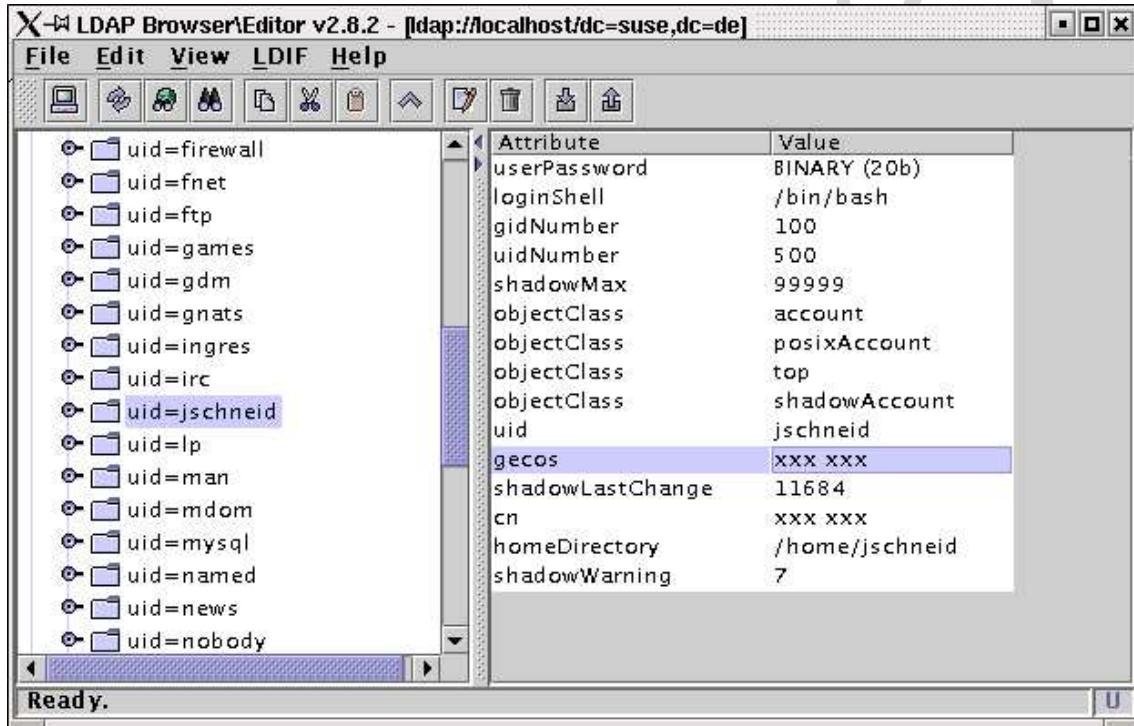 X LDAP Browser\Editor v2.8.2 - [ldap://localhost/dc=suse,dc=de]
File Edit View LDIF Help
uid=firewall
uid=fnet
uid=ftp
uid=games
uid=gdm
uid=gnats
uid=ingres
uid=irc
uid=jschneid
uid=lp
uid=man
uid=mdom
uid=mysql
uid=named
uid=news
uid=nobody
Attribute Value
userPassword BINARY (20b)
loginShell /bin/bash
gidNumber 100
uidNumber 500
shadowMax 99999
objectClass account
objectClass posixAccount
objectClass top
objectClass shadowAccount
uid jschneid
gecos xxx xxx
shadowLastChange 11684
cn xxx xxx
homeDirectory /home/jschneid
shadowWarning 7
Ready. U